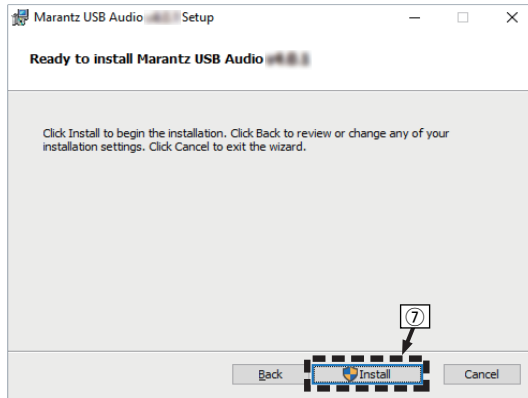 Marantz USB Audio Setup
Ready to install Marantz USB Audio
Click Install to begin the installation. Click Back to review or change any of your
installation settings. Click Cancel to exit the wizard.
⑦
Back Install Cancel